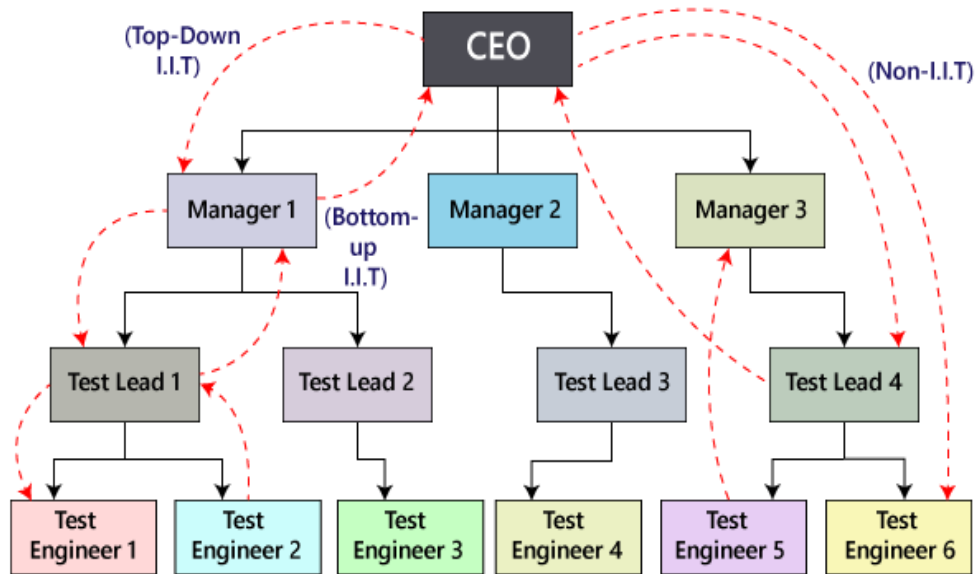 (Top-Down
I.I.T)
CEO
(Non-I.I.T)
Manager 1
Manager 2
Manager 3
(Bottom-
up
I.I.T)
Test Lead 1
Test Lead 2
Test Lead 3
Test Lead 4
Test
Engineer 1
Test
Engineer 2
Test
Engineer 3
Test
Engineer 4
Test
Engineer 5
Test
Engineer 6